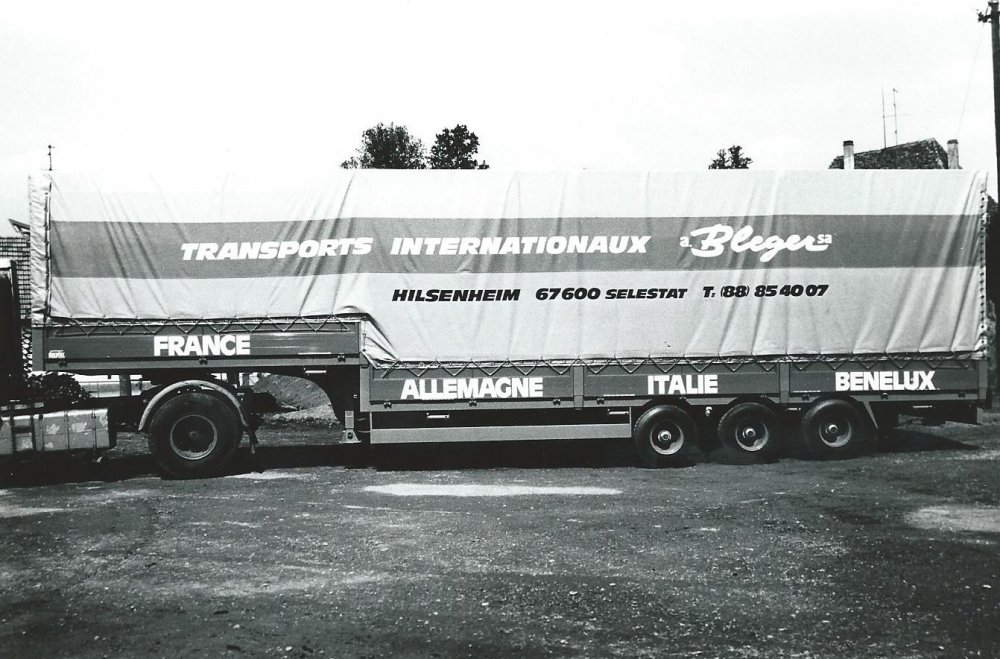 TRANSPORTS INTERNATIONAUX a.Bleger sa
HILSENHEIM 67600 SELESTAT T. (88) 85 40 07
FRANCE
ALLEMAGNE ITALIE BENELUX